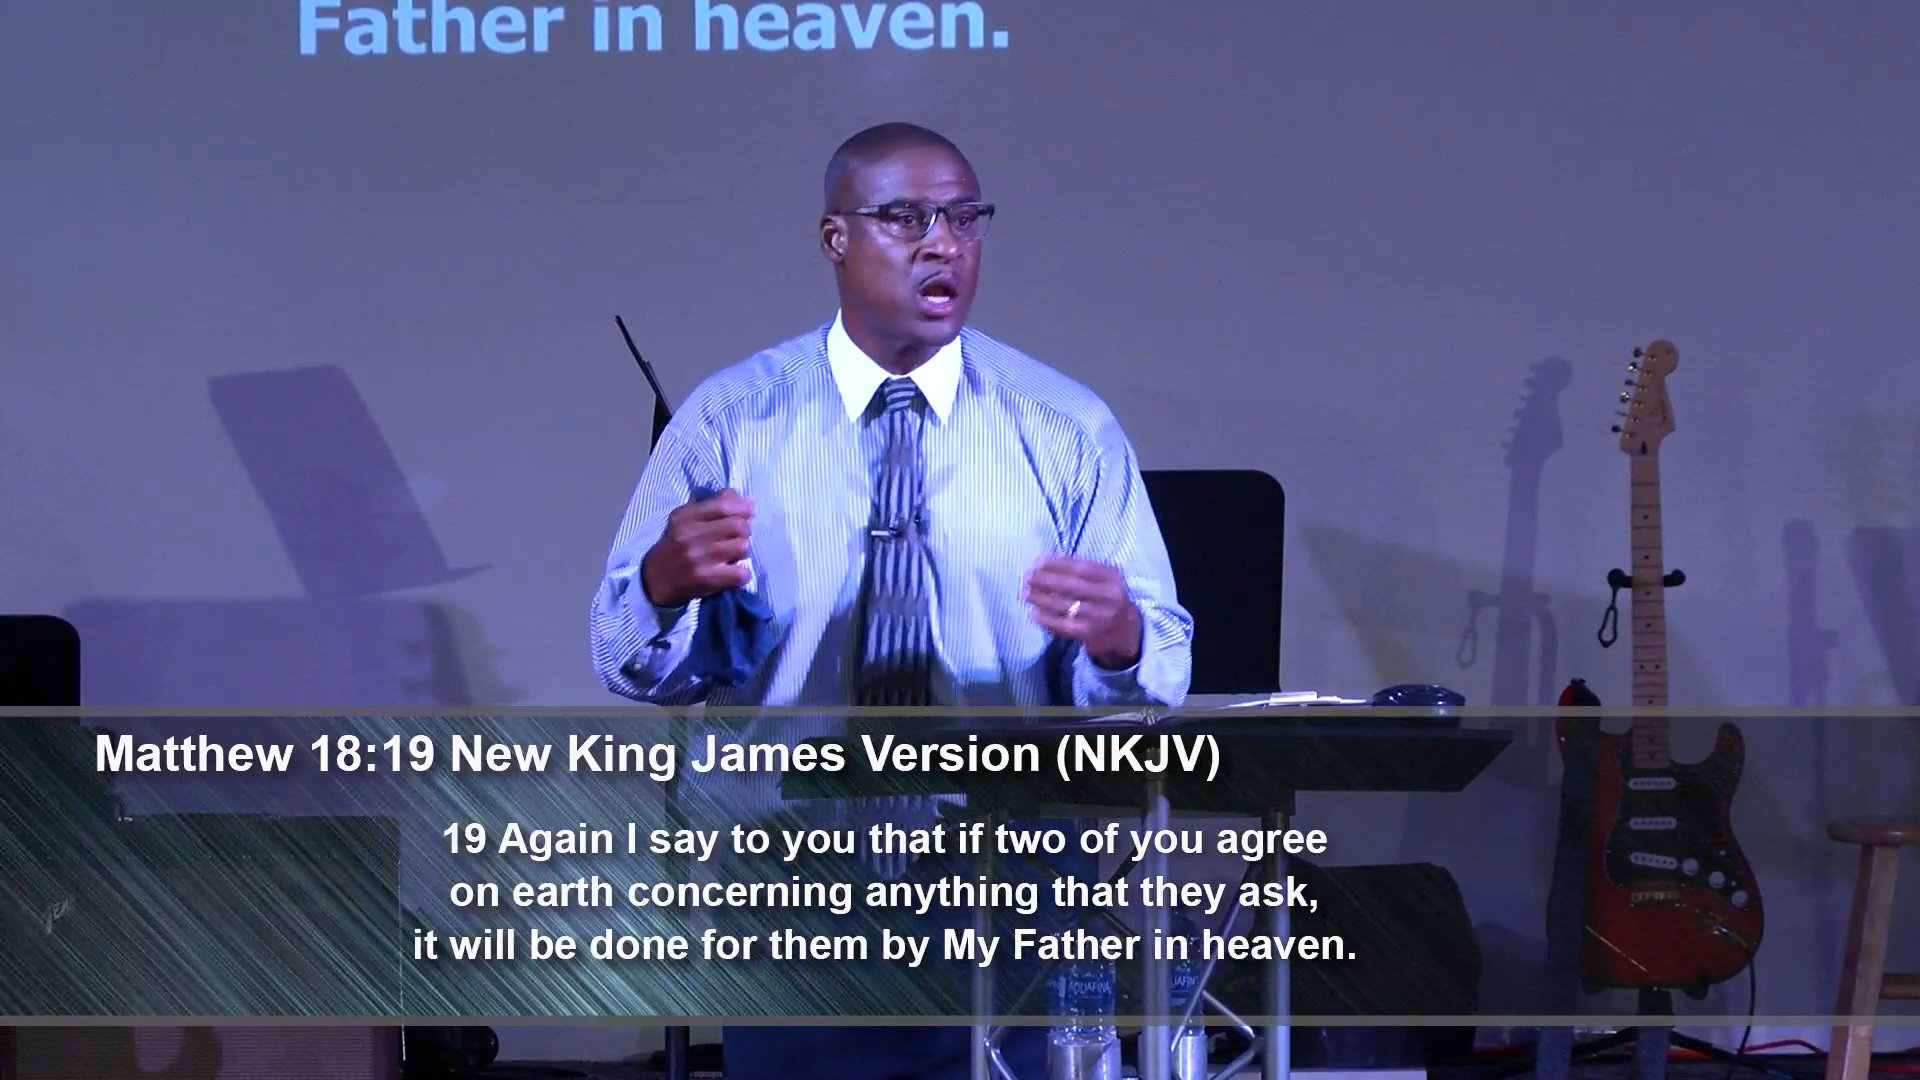 Father in heaven.
Matthew 18:19 New King James Version (NKJV)
19 Again I say to you that if two of you agree
on earth concerning anything that they ask,
it will be done for them by My Father in heaven.
AQUAFINA